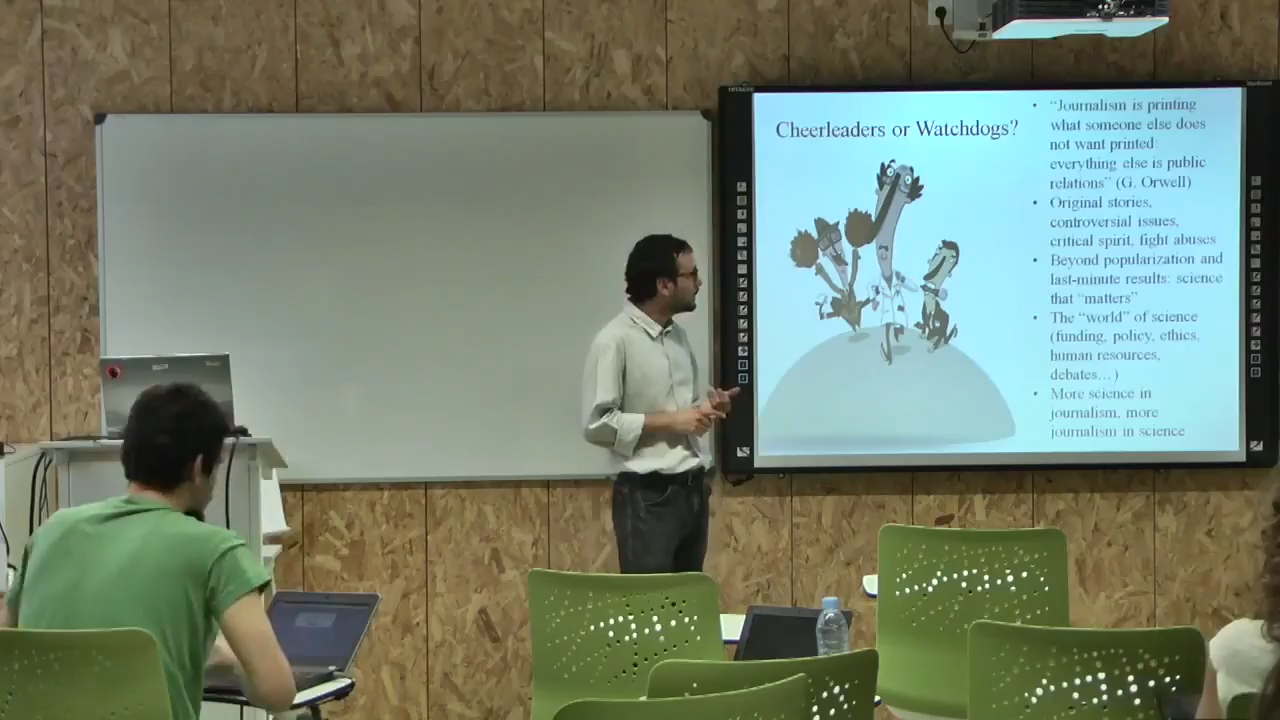 HITACHI
Cheerleaders or Watchdogs?
• "Journalism is printing
what someone else does
not want printed:
everything else is public
relations" (G. Orwell)
• Original stories,
controversial issues,
critical spirit, fight abuses
• Beyond popularization and
last-minute results: science
that "matters"
• The "world" of science
(funding, policy, ethics,
human resources,
debates…)
• More science in
journalism, more
journalism in science